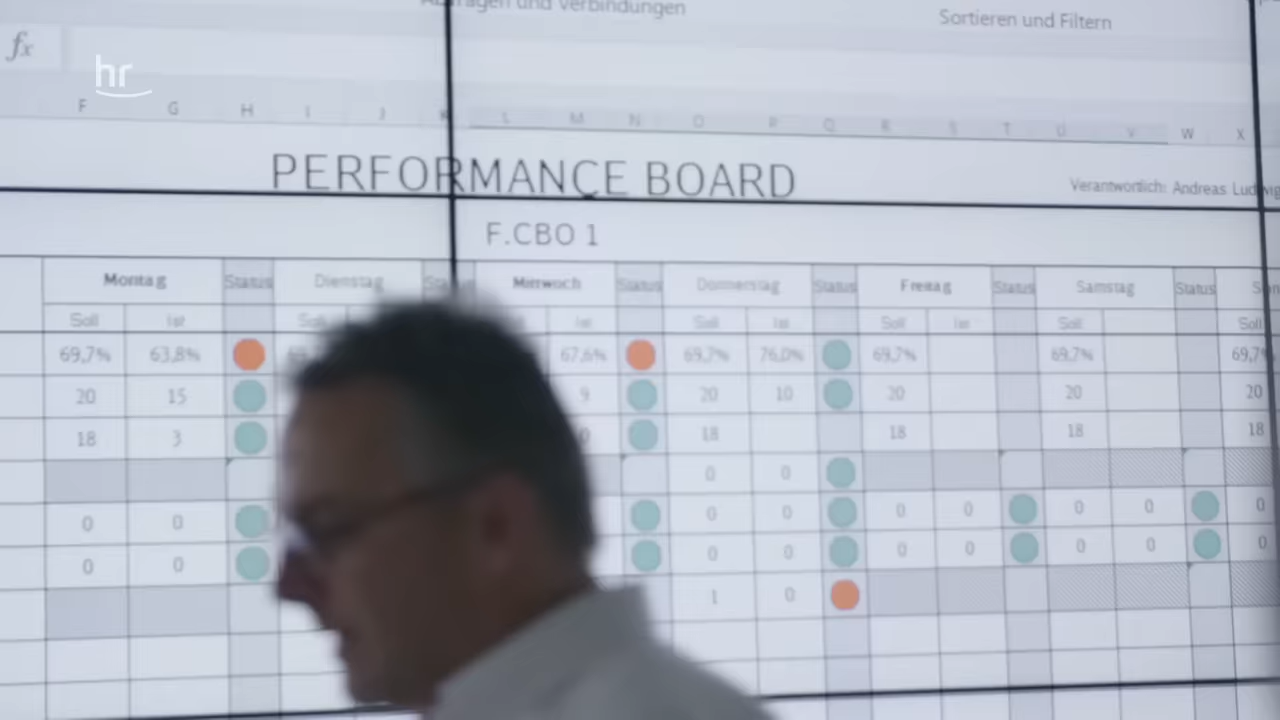 Abfragen und Verbindungen
Sortieren und Filtern
fx
hr
F G H I J K L M N O P Q R S T U V W X
PERFORMANCE BOARD
Verantwortlich: Andreas Ludwig
F.CBO 1
Montag Status Dienstag Status Mittwoch Status Donnerstag Status Freitag Status Samstag Status
Soll Ist Soll Ist Soll Ist Soll Ist Soll Soll
69,7% 63,8% 67,6% 69,7% 76,0% 69,7% 69,7% 69,7%
20 15 9 20 10 20 20 20
18 3 0 18 18 18 18
0 0
0 0 0 0 0 0 0 0 0
0 0 0 0 0 0 0 0 0
1 0